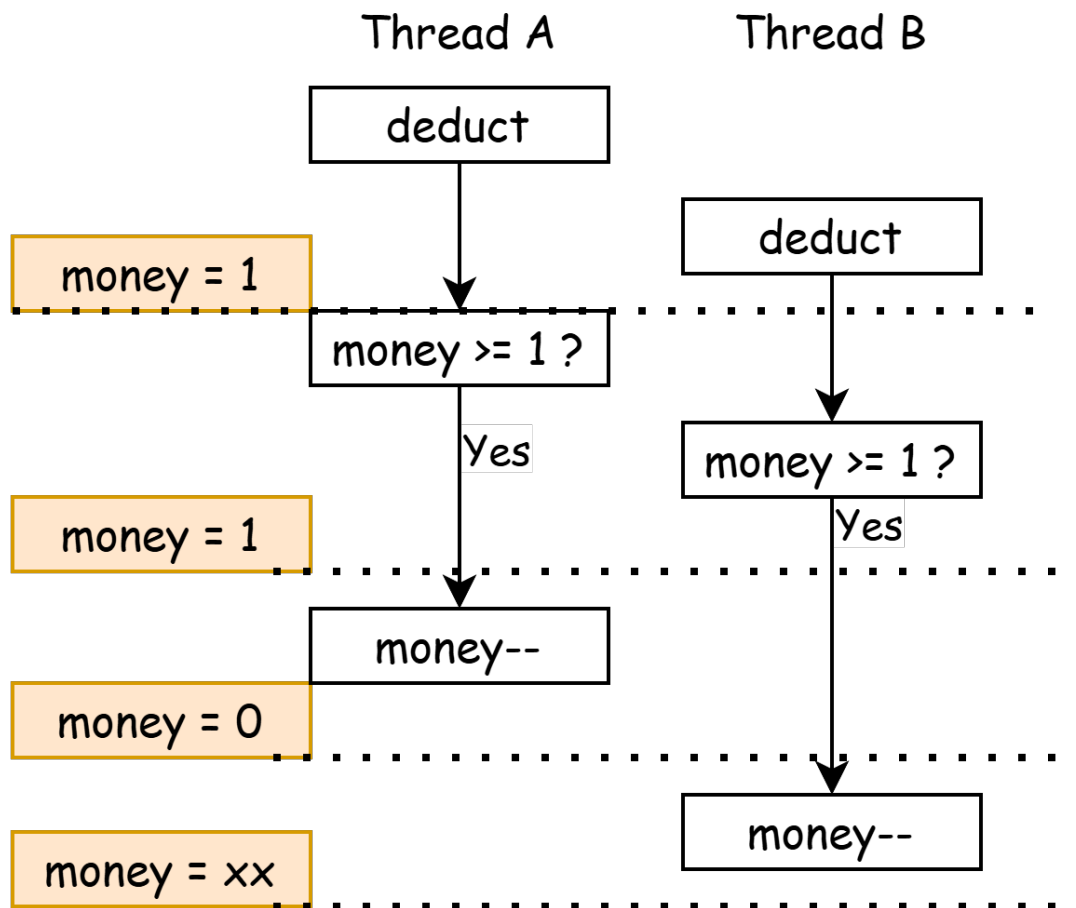 Thread A
Thread B
deduct
deduct
money = 1
money >= 1 ?
Yes
money >= 1 ?
Yes
money = 1
money--
money = 0
money--
money = xx